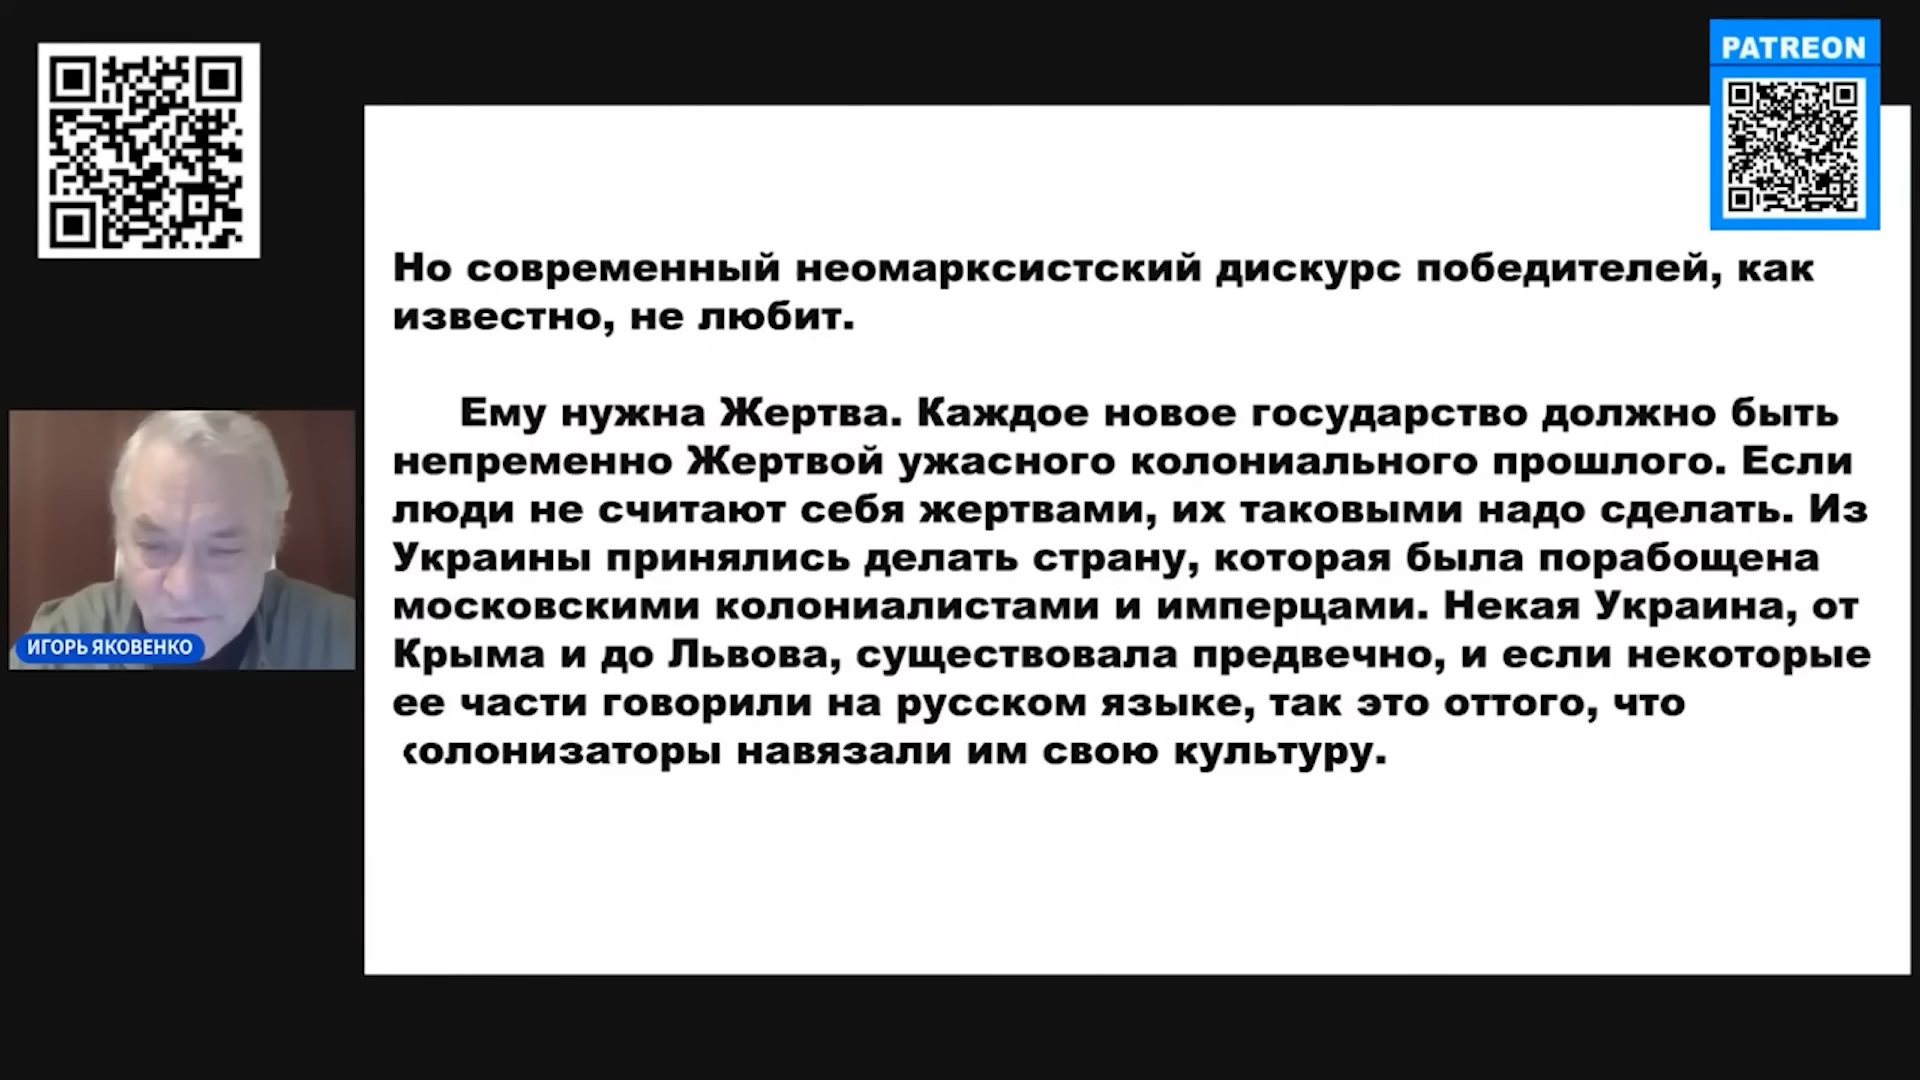 PATREON
Но современный неомарксистский дискурс победителей, как
известно, не любит.
Ему нужна Жертва. Каждое новое государство должно быть
непременно Жертвой ужасного колониального прошлого. Если
люди не считают себя жертвами, их таковыми надо сделать. Из
Украины принялись делать страну, которая была порабощена
московскими колониалистами и имперцами. Некая Украина, от
Крыма и до Львова, существовала предвечно, и если некоторые
ее части говорили на русском языке, так это оттого, что
колонизаторы навязали им свою культуру.
ИГОРЬ ЯКОВЕНКО